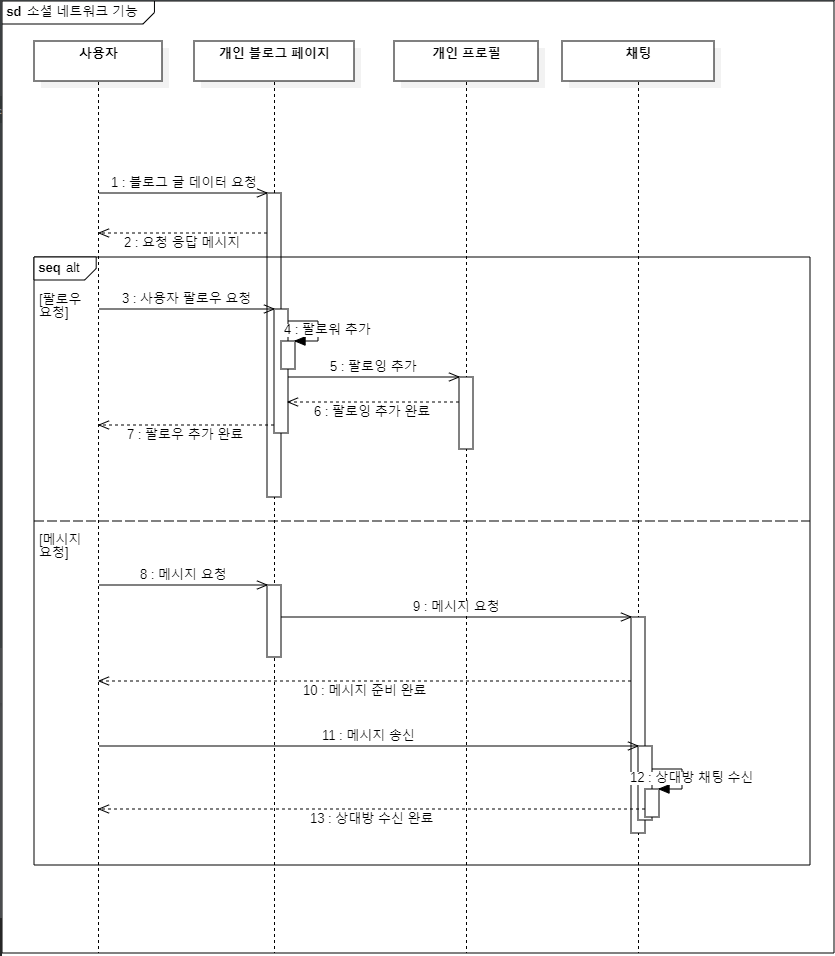 sd 소셜 네트워크 기능
사용자
개인 블로그 페이지
개인 프로필
채팅
1 : 블로그 글 데이터 요청
2 : 요청 응답 메시지
seq alt
[팔로우
요청]
3 : 사용자 팔로우 요청
4 : 팔로워 추가
5 : 팔로잉 추가
6 : 팔로잉 추가 완료
7 : 팔로우 추가 완료
[메시지
요청]
8 : 메시지 요청
9 : 메시지 요청
10 : 메시지 준비 완료
11 : 메시지 송신
12 : 상대방 채팅 수신
13 : 상대방 수신 완료